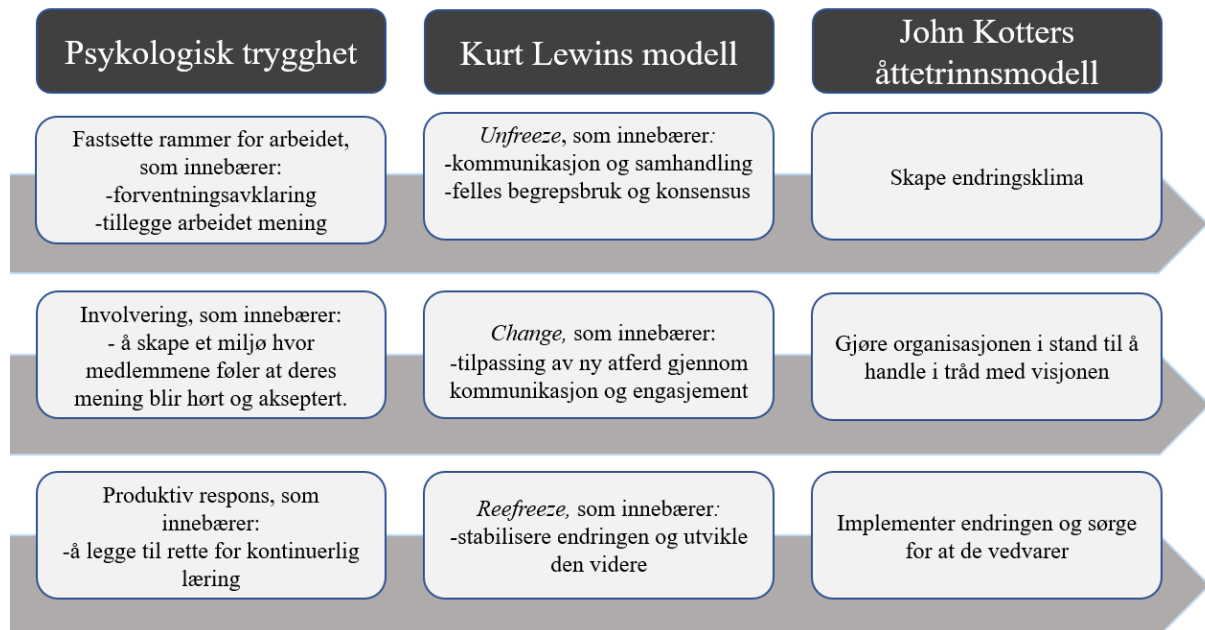 Psykologisk trygghet
Kurt Lewins modell
John Kotters
åttetrinnsmodell
Fastsette rammer for arbeidet,
som innebærer:
-forventningsavklaring
-tillegge arbeidet mening
Unfreeze, som innebærer:
-kommunikasjon og samhandling
-felles begrepsbruk og konsensus
Skape endringsklima
Involvering, som innebærer:
- å skape et miljø hvor
medlemmene føler at deres
mening blir hørt og akseptert.
Change, som innebærer:
-tilpassing av ny atferd gjennom
kommunikasjon og engasjement
Gjøre organisasjonen i stand til å
handle i tråd med visjonen
Produktiv respons, som
innebærer:
-å legge til rette for kontinuerlig
læring
Reefreeze, som innebærer:
-stabilisere endringen og utvikle
den videre
Implementer endringen og sørge
for at de vedvarer